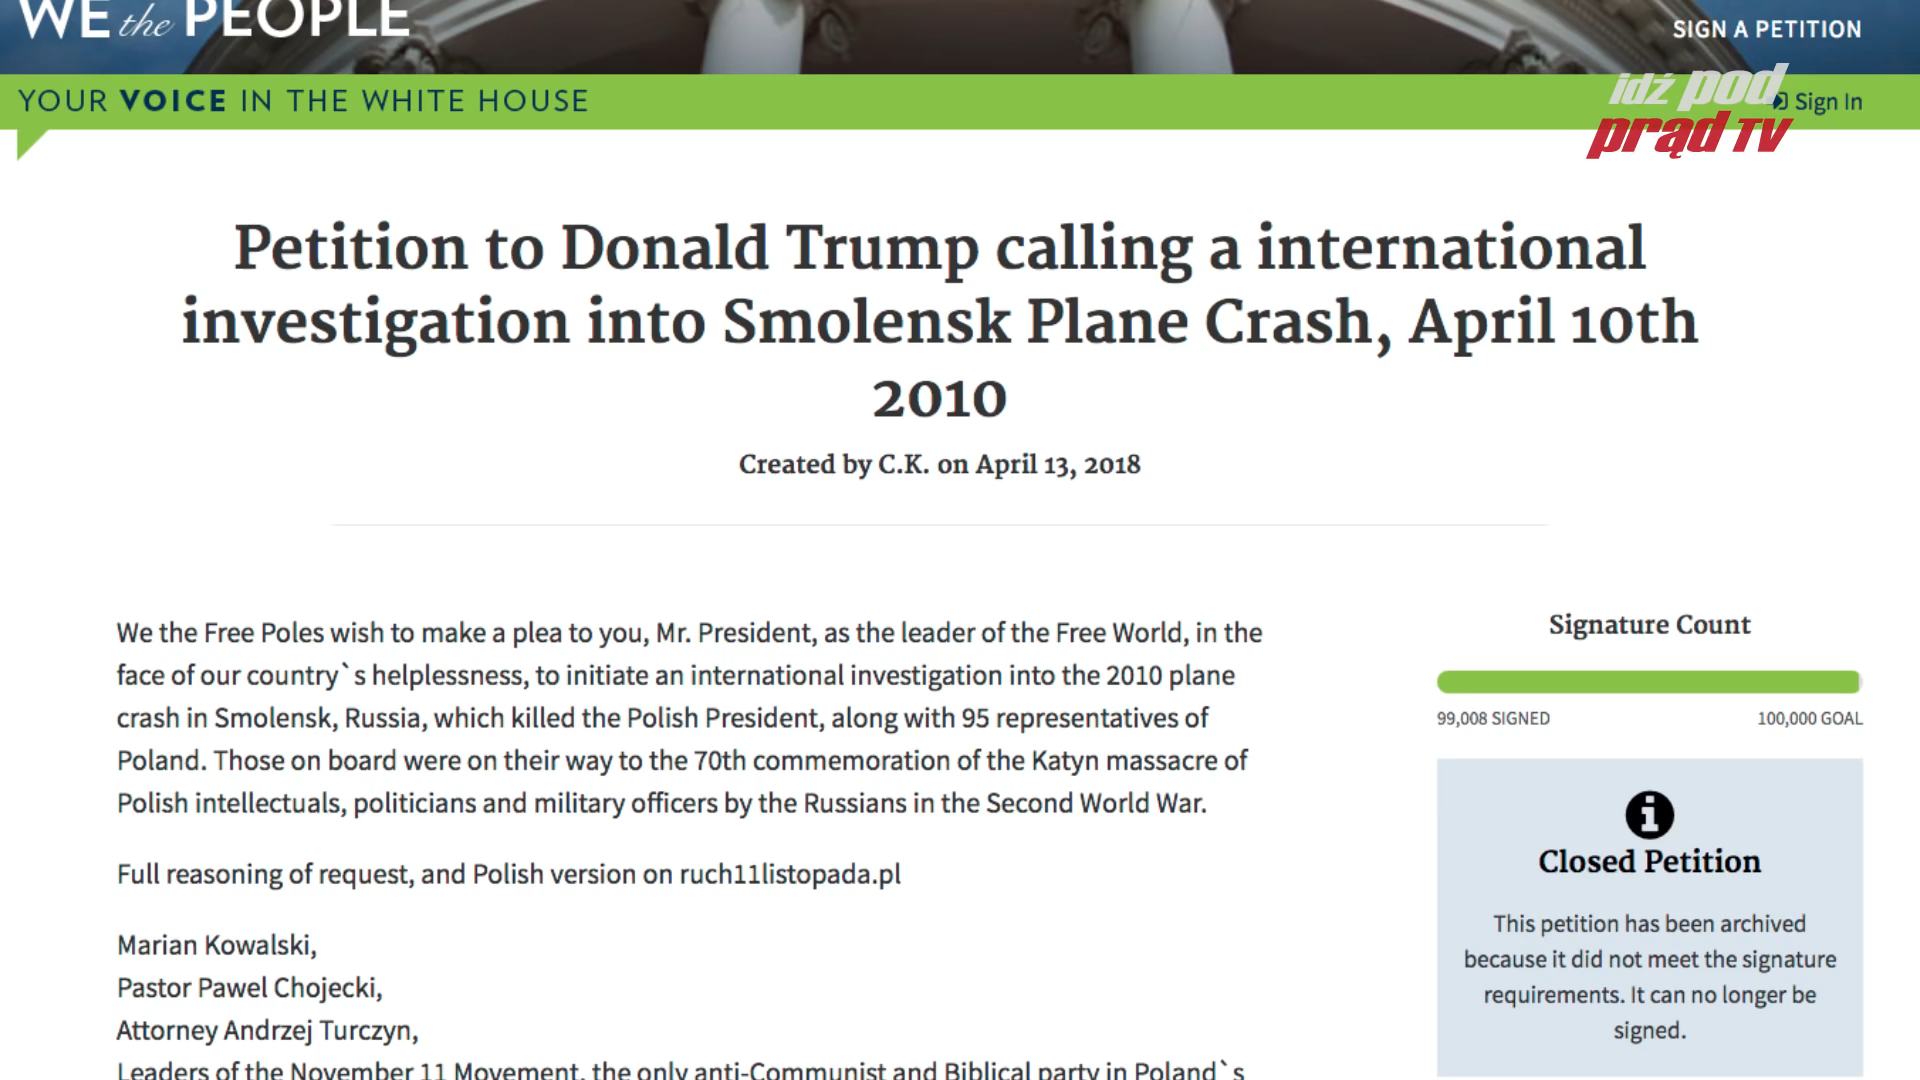 WE the PEOPLE
SIGN A PETITION
YOUR VOICE IN THE WHITE HOUSE
Sign In
idź pod
prąd TV
Petition to Donald Trump calling a international
investigation into Smolensk Plane Crash, April 10th
2010
Created by C.K. on April 13, 2018
We the Free Poles wish to make a plea to you, Mr. President, as the leader of the Free World, in the
face of our country`s helplessness, to initiate an international investigation into the 2010 plane
crash in Smolensk, Russia, which killed the Polish President, along with 95 representatives of
Poland. Those on board were on their way to the 70th commemoration of the Katyn massacre of
Polish intellectuals, politicians and military officers by the Russians in the Second World War.
Full reasoning of request, and Polish version on ruch11listopada.pl
Marian Kowalski,
Pastor Pawel Chojecki,
Attorney Andrzej Turczyn,
Leaders of the November 11 Movement, the only anti-Communist and Biblical party in Poland`s
Signature Count
99,008 SIGNED
100,000 GOAL
Closed Petition
This petition has been archived
because it did not meet the signature
requirements. It can no longer be
signed.